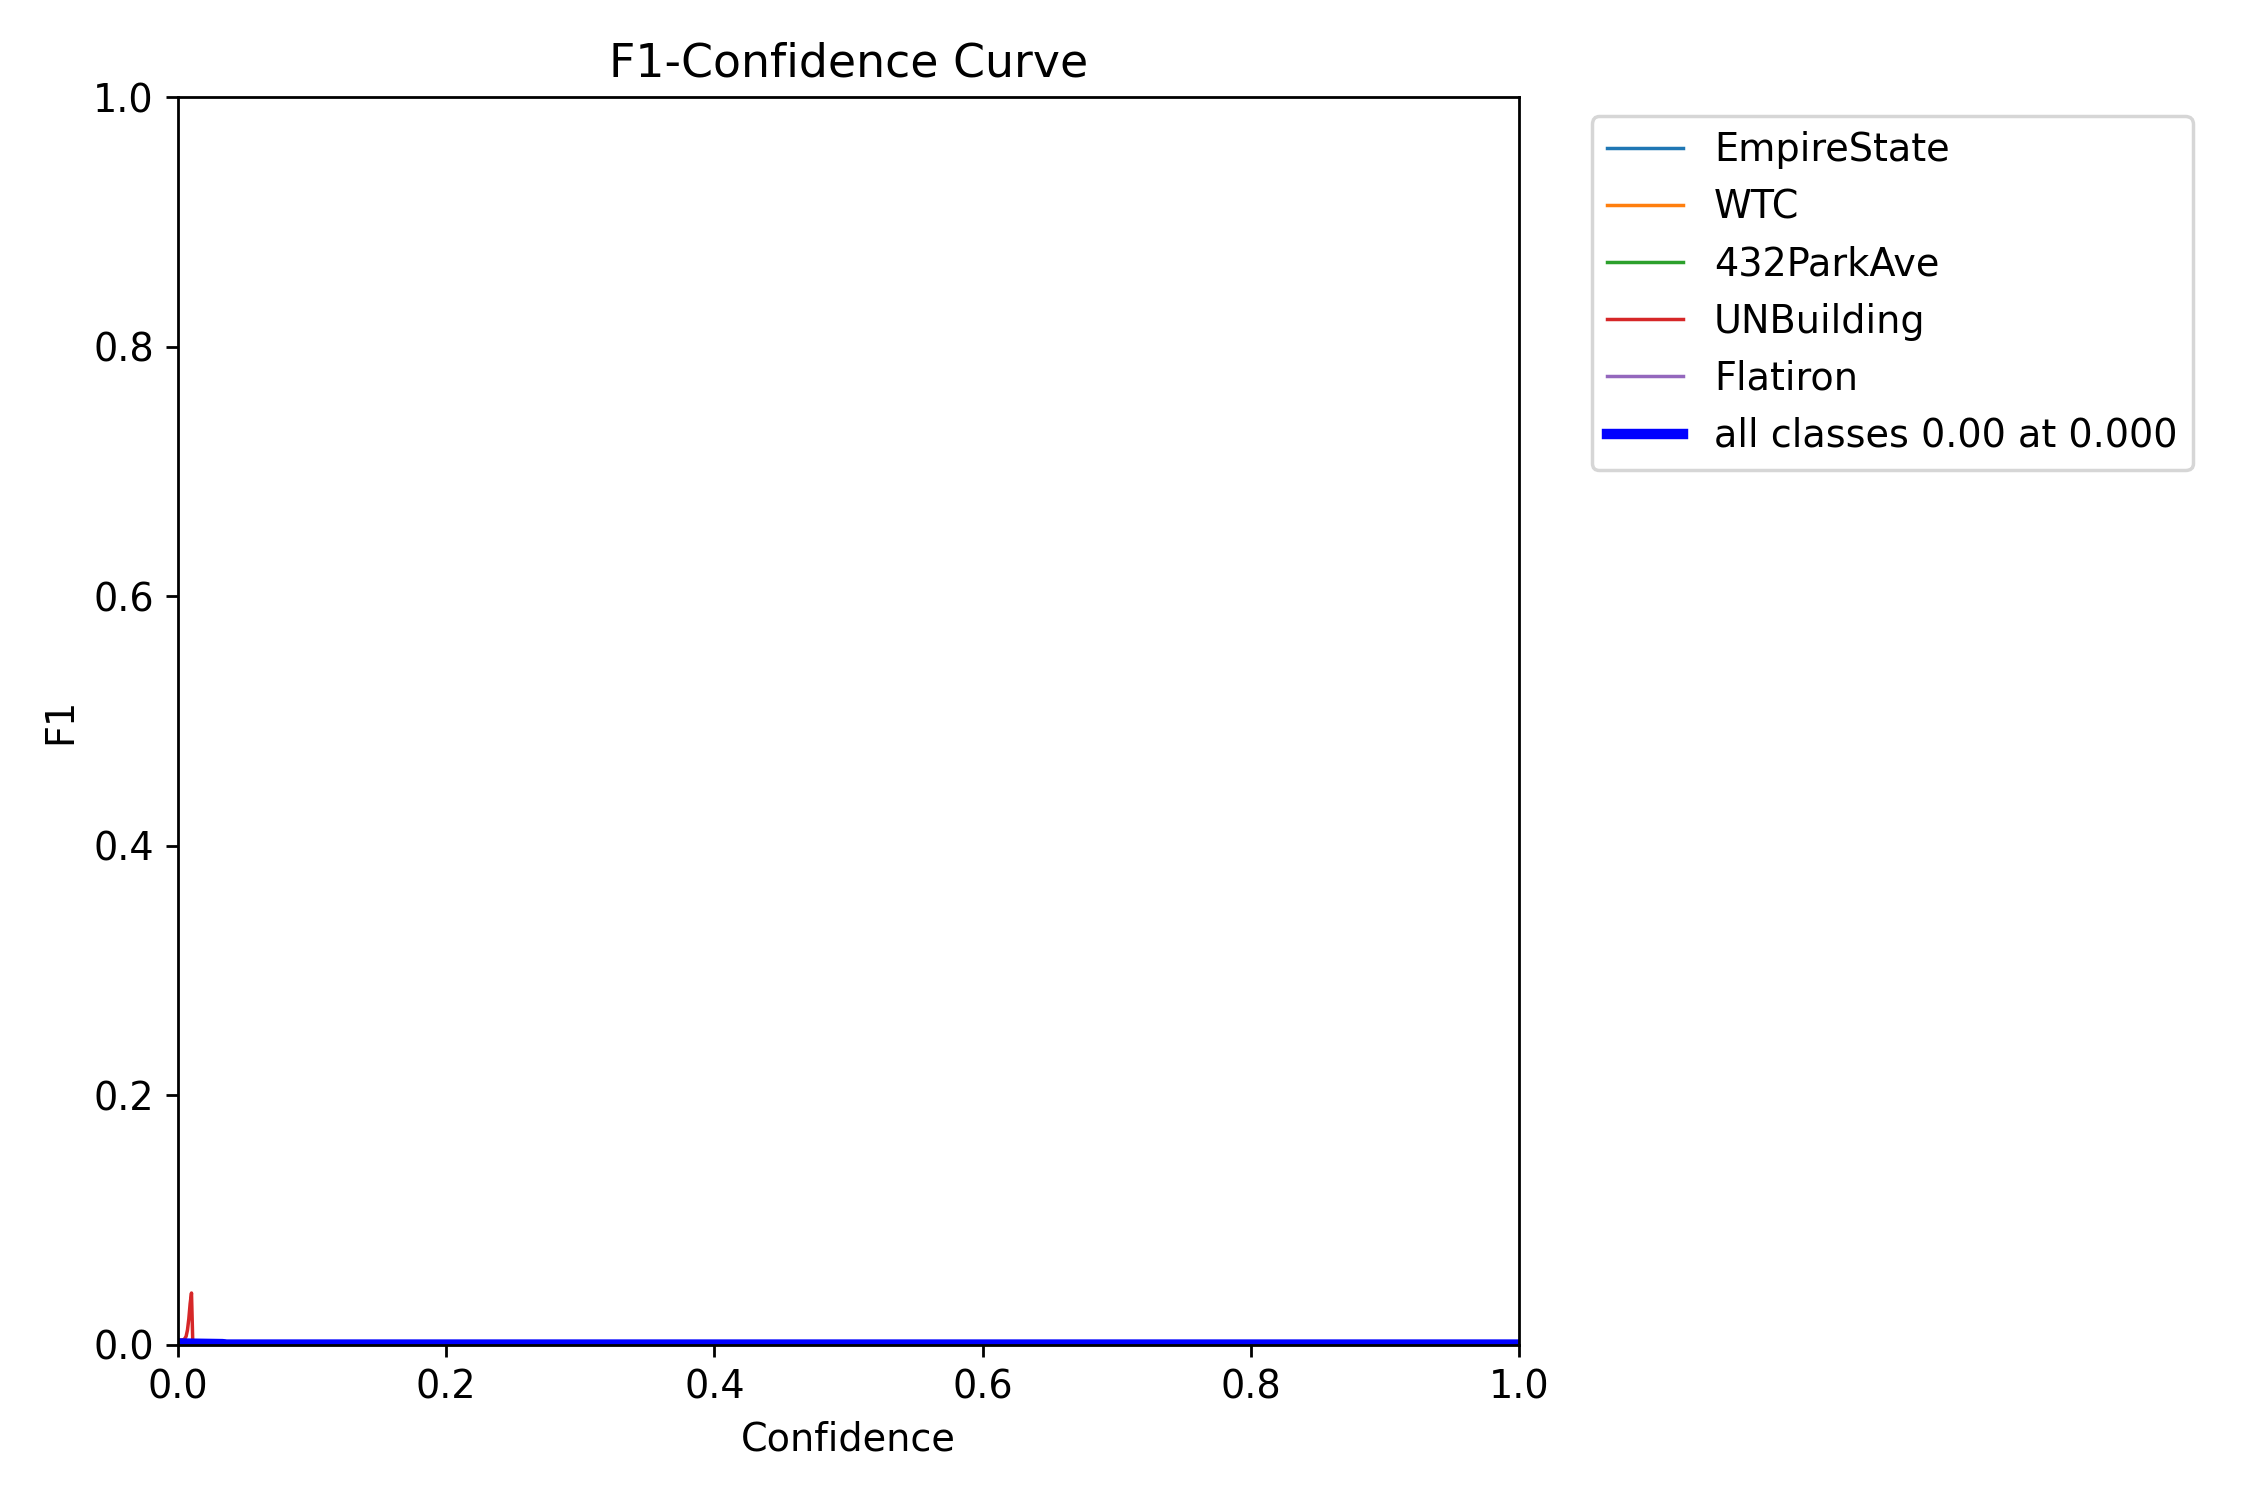 F1-Confidence Curve
1.0
0.8
0.6
0.4
0.2
0.0
F1
0.0 0.2 0.4 0.6 0.8 1.0
Confidence
EmpireState
WTC
432ParkAve
UNBuilding
Flatiron
all classes 0.00 at 0.000